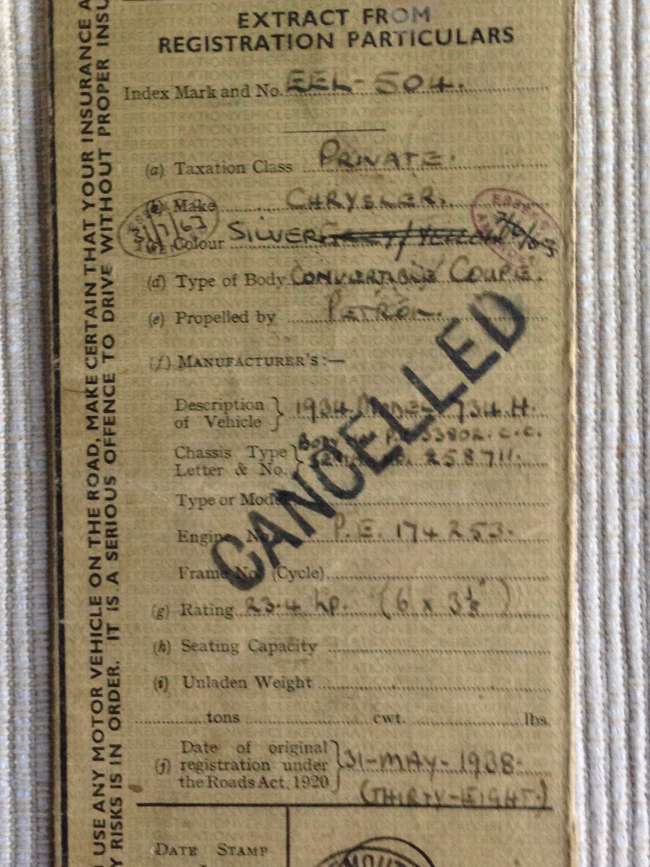 EXTRACT FROM
REGISTRATION PARTICULARS
Index Mark and No. EEL-504.
(a) Taxation Class PRIVATE.
Make CHRYSLER.
Colour SILVER
(d) Type of Body CONVERTABLE COUPE.
(e) Propelled by PETROL.
(f) MANUFACTURER'S:—
Description
of Vehicle } 1934. H.
Chassis Type
Letter & No. } 33802. C.C.
258711.
Type or Model
Engine No. P.E. 174253.
Frame No. (Cycle)
(g) Rating 23.4 hp. (6 x 3⅛")
(h) Seating Capacity
(i) Unladen Weight
tons cwt. lbs.
Date of original
(j) registration under } 31-MAY-1938.
the Roads Act, 1920
(THIRTY-EIGHT.)
DATE STAMP
CANCELLED
USE ANY MOTOR VEHICLE ON THE ROAD, MAKE CERTAIN THAT YOUR INSURANCE
RISKS IS IN ORDER. IT IS A SERIOUS OFFENCE TO DRIVE WITHOUT PROPER